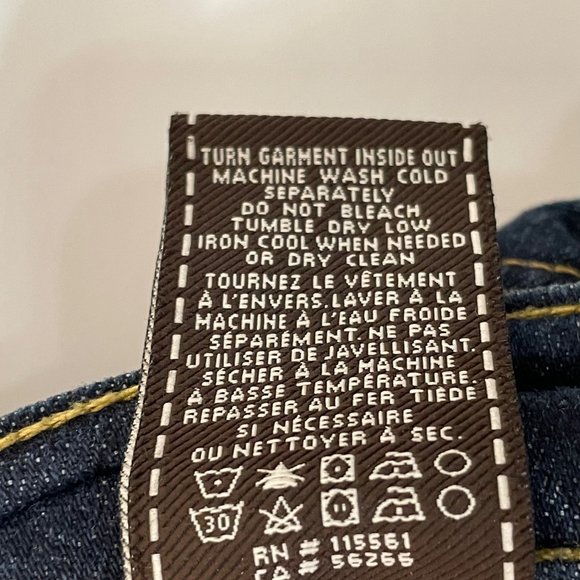 TURN GARMENT INSIDE OUT
MACHINE WASH COLD
SEPARATELY
DO NOT BLEACH
TUMBLE DRY LOW
IRON COOL WHEN NEEDED
OR DRY CLEAN
TOURNEZ LE VÊTEMENT
À L'ENVERS.LAVER À LA
MACHINE À L'EAU FROIDE
SÉPARÉMENT. NE PAS
UTILISER DE JAVELLISANT.
SÉCHER À LA MACHINE
À BASSE TEMPÉRATURE.
REPASSER AU FER TIÈDE
SI NÉCESSAIRE
OU NETTOYER À SEC.
30
RN # 115561
CA # 56266